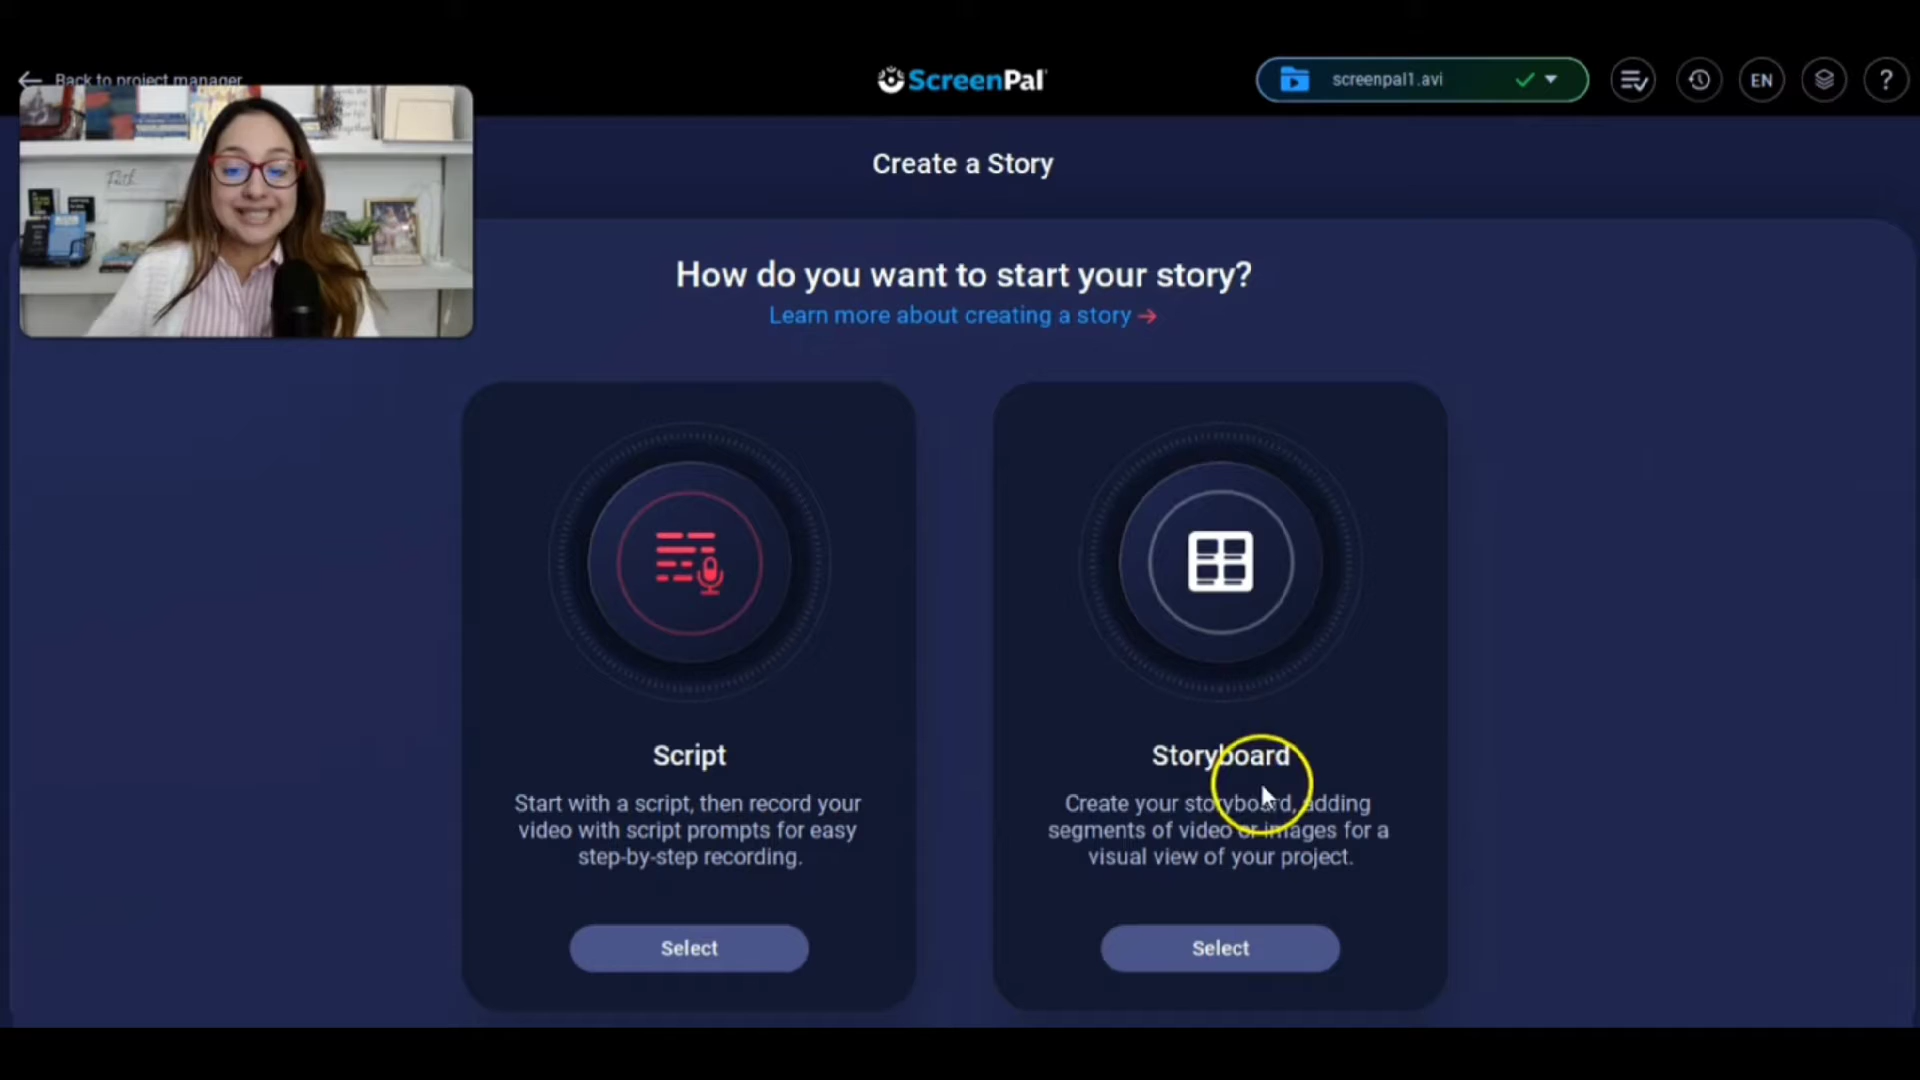 Back to project manager
ScreenPal
screenpal1.avi
EN
?
Faith
Create a Story
How do you want to start your story?
Learn more about creating a story →
Script
Start with a script, then record your
video with script prompts for easy
step-by-step recording.
Select
Storyboard
Create your storyboard, adding
segments of video or images for a
visual view of your project.
Select